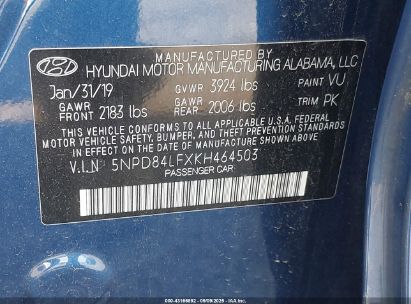 MANUFACTURED BY
HYUNDAI MOTOR MANUFACTURING ALABAMA, LLC
Jan/31/19 GVWR 3924 lbs PAINT VU
GAWR FRONT 2183 lbs GAWR REAR 2006 lbs TRIM PK
THIS VEHICLE CONFORMS TO ALL APPLICABLE FEDERAL
MOTOR VEHICLE SAFETY, BUMPER, AND THEFT PREVENTION
STANDARDS IN EFFECT ON THE DATE OF MANUFACTURE SHOWN ABOVE.
V.I.N 5NPD84LFXKH464503
PASSENGER CAR